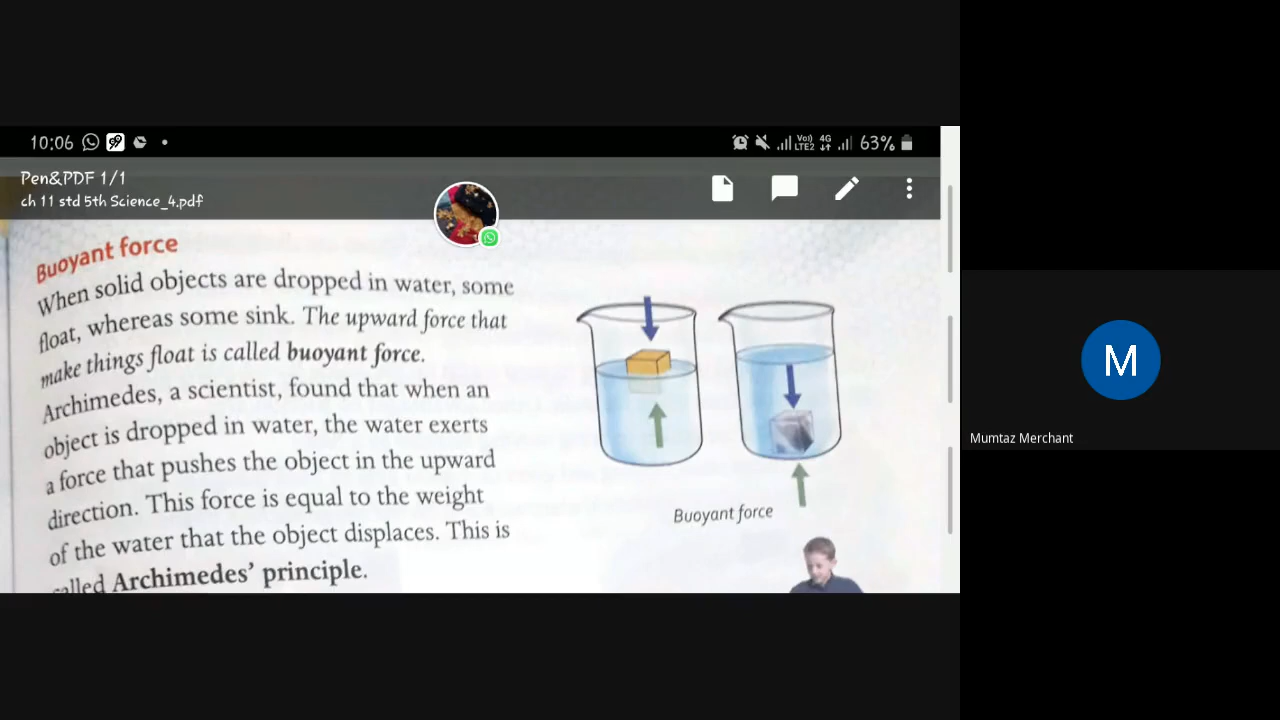 10:06
Vo)) LTE2 4G 63%
Pen&PDF 1/1
ch 11 std 5th Science_4.pdf
Buoyant force
When solid objects are dropped in water, some
float, whereas some sink. The upward force that
make things float is called buoyant force.
Archimedes, a scientist, found that when an
object is dropped in water, the water exerts
a force that pushes the object in the upward
direction. This force is equal to the weight
of the water that the object displaces. This is
called Archimedes' principle.
Buoyant force
M
Mumtaz Merchant